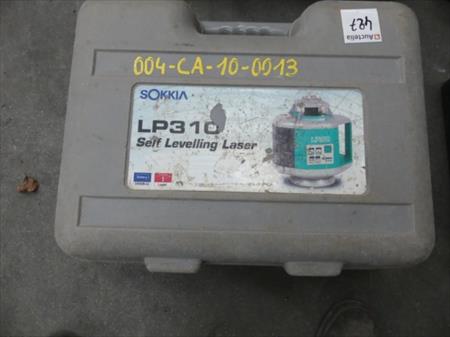 Auctelia
427
004-CA-10-0013
SOKKIA
LP310
Self Levelling Laser